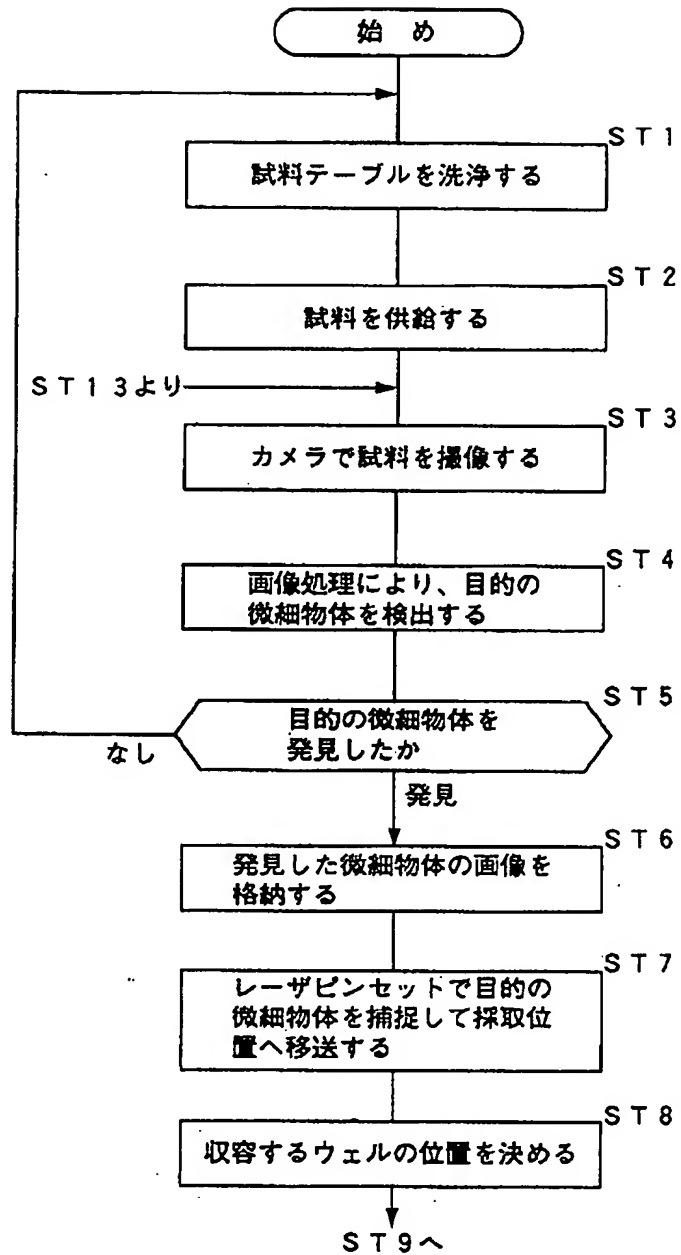 始 め
ST1
試料テーブルを洗浄する
ST2
試料を供給する
ST13より
ST3
カメラで試料を撮像する
ST4
画像処理により、目的の
微細物体を検出する
ST5
目的の微細物体を
発見したか
なし
発見
ST6
発見した微細物体の画像を
格納する
ST7
レーザピンセットで目的の
微細物体を捕捉して採取位
置へ移送する
ST8
収容するウェルの位置を決める
ST9へ